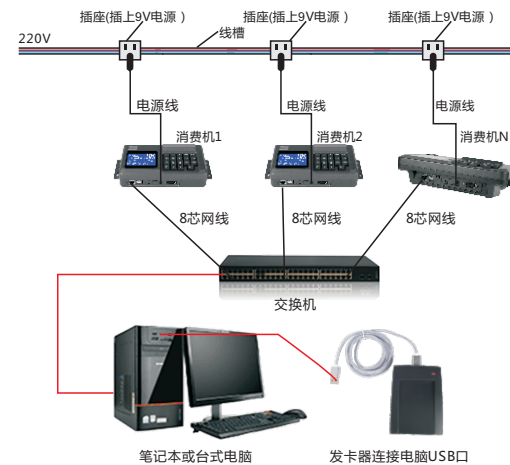 插座(插上9V电源 ) 插座(插上9V电源 ) 插座(插上9V电源 )
220V 线槽
电源线 电源线 电源线
消费机1 消费机2 消费机N
8芯网线 8芯网线 8芯网线
交换机
笔记本或台式电脑 发卡器连接电脑USB口